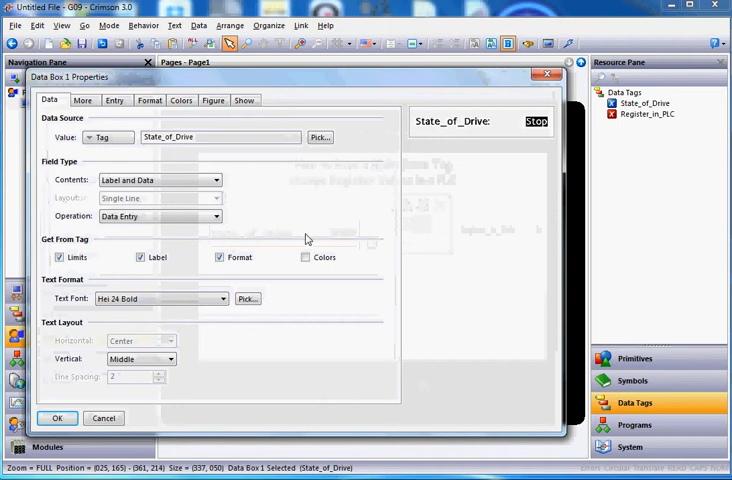 Untitled File - G09 - Crimson 3.0
File Edit View Go Mode Behavior Text Data Arrange Organize Link Help
Navigation Pane
Pages - Page1
Resource Pane
Data Box 1 Properties
Data More Entry Format Colors Figure Show
Data Source
Value: Tag State_of_Drive Pick...
Field Type
Contents: Label and Data
Layout: Single Line
Operation: Data Entry
Get From Tag
Limits Label Format Colors
Text Format
Text Font: Hei 24 Bold Pick...
Text Layout
Horizontal: Center
Vertical: Middle
Line Spacing: 2
OK Cancel
State_of_Drive: Stop
Data Tags
State_of_Drive
Register_in_PLC
Primitives
Symbols
Data Tags
Programs
System
Modules
Zoom = FULL Position = (025, 165) - (361, 214) Size = (337, 050) Data Box 1 Selected (State_of_Drive)
Errors Circular Translate READ CAPS